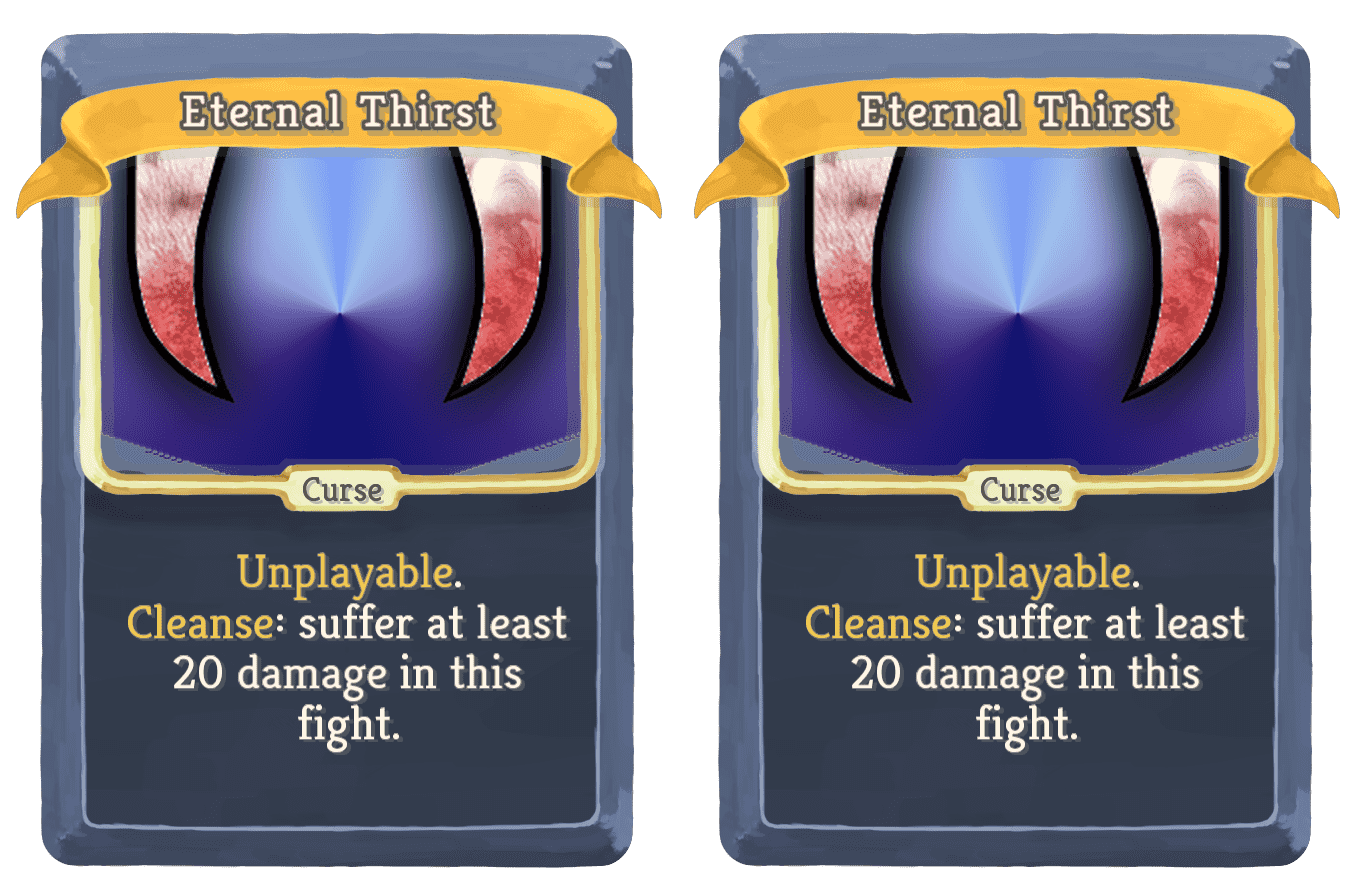 Eternal Thirst
Curse
Unplayable.
Cleanse: suffer at least
20 damage in this
fight.
Eternal Thirst
Curse
Unplayable.
Cleanse: suffer at least
20 damage in this
fight.